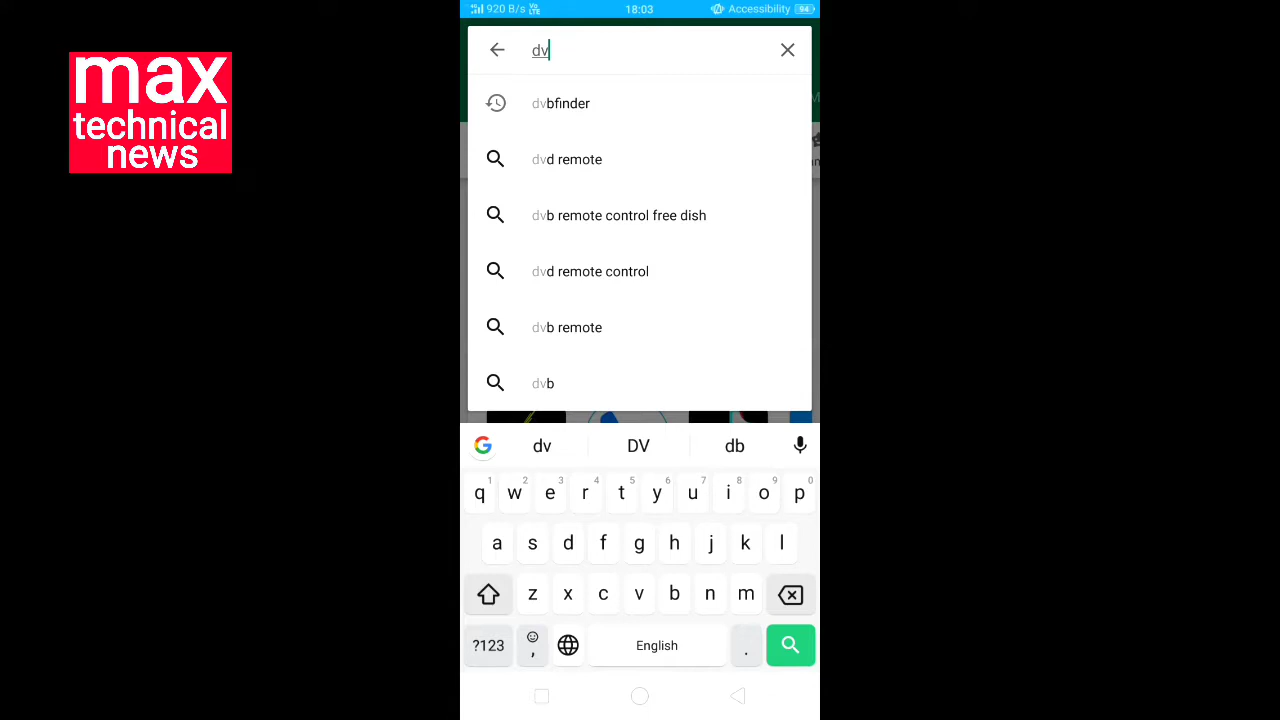 max
technical
news
920 B/s Vo LTE 18:03 Accessibility 94
dv
dvbfinder
dvd remote
dvb remote control free dish
dvd remote control
dvb remote
dvb
dv DV db
1 2 3 4 5 6 7 8 9 0
q w e r t y u i o p
a s d f g h j k l
z x c v b n m
?123 , English .